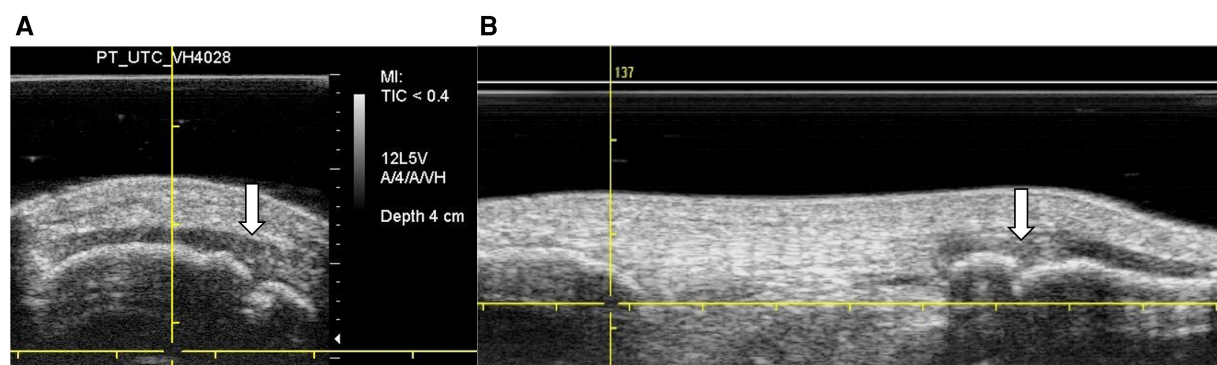 A
B
PT_UTC_VH4028
MI:
TIC < 0.4
12L5V
A/4/A/VH
Depth 4 cm
137